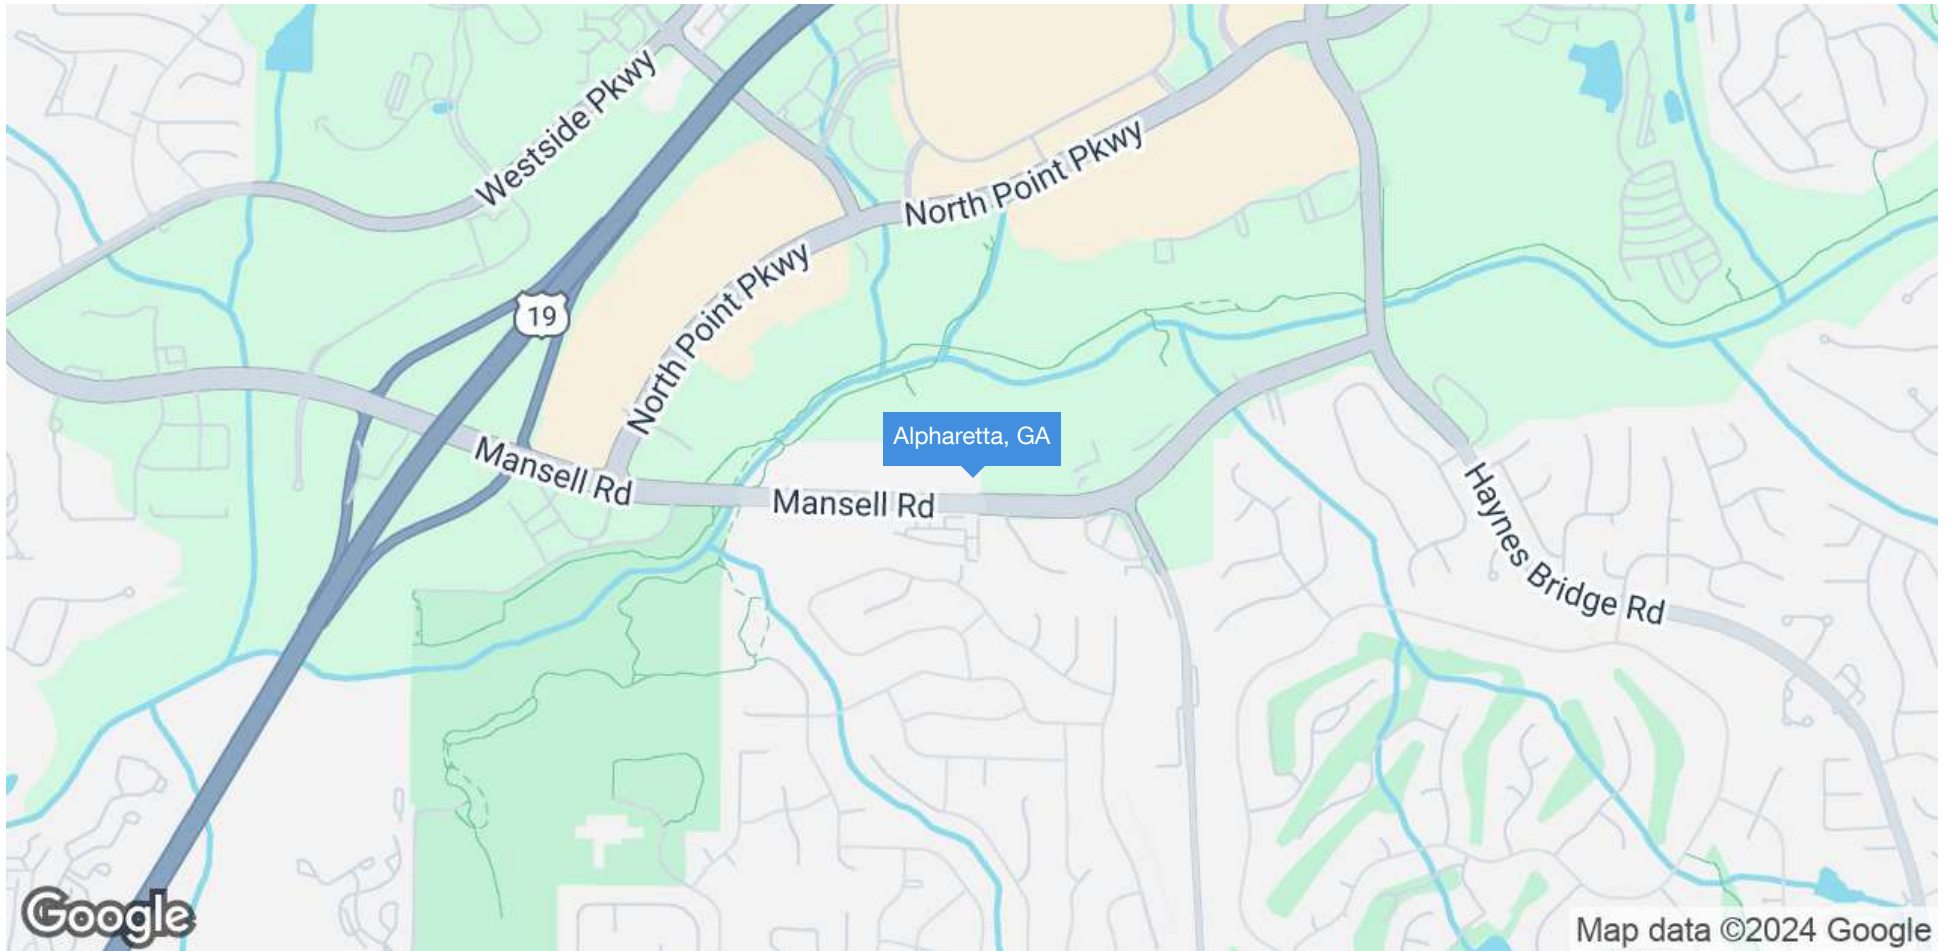 Westside Pkwy
North Point Pkwy
North Point Pkwy
19
Alpharetta, GA
Mansell Rd
Mansell Rd
Haynes Bridge Rd
Google
Map data ©2024 Google